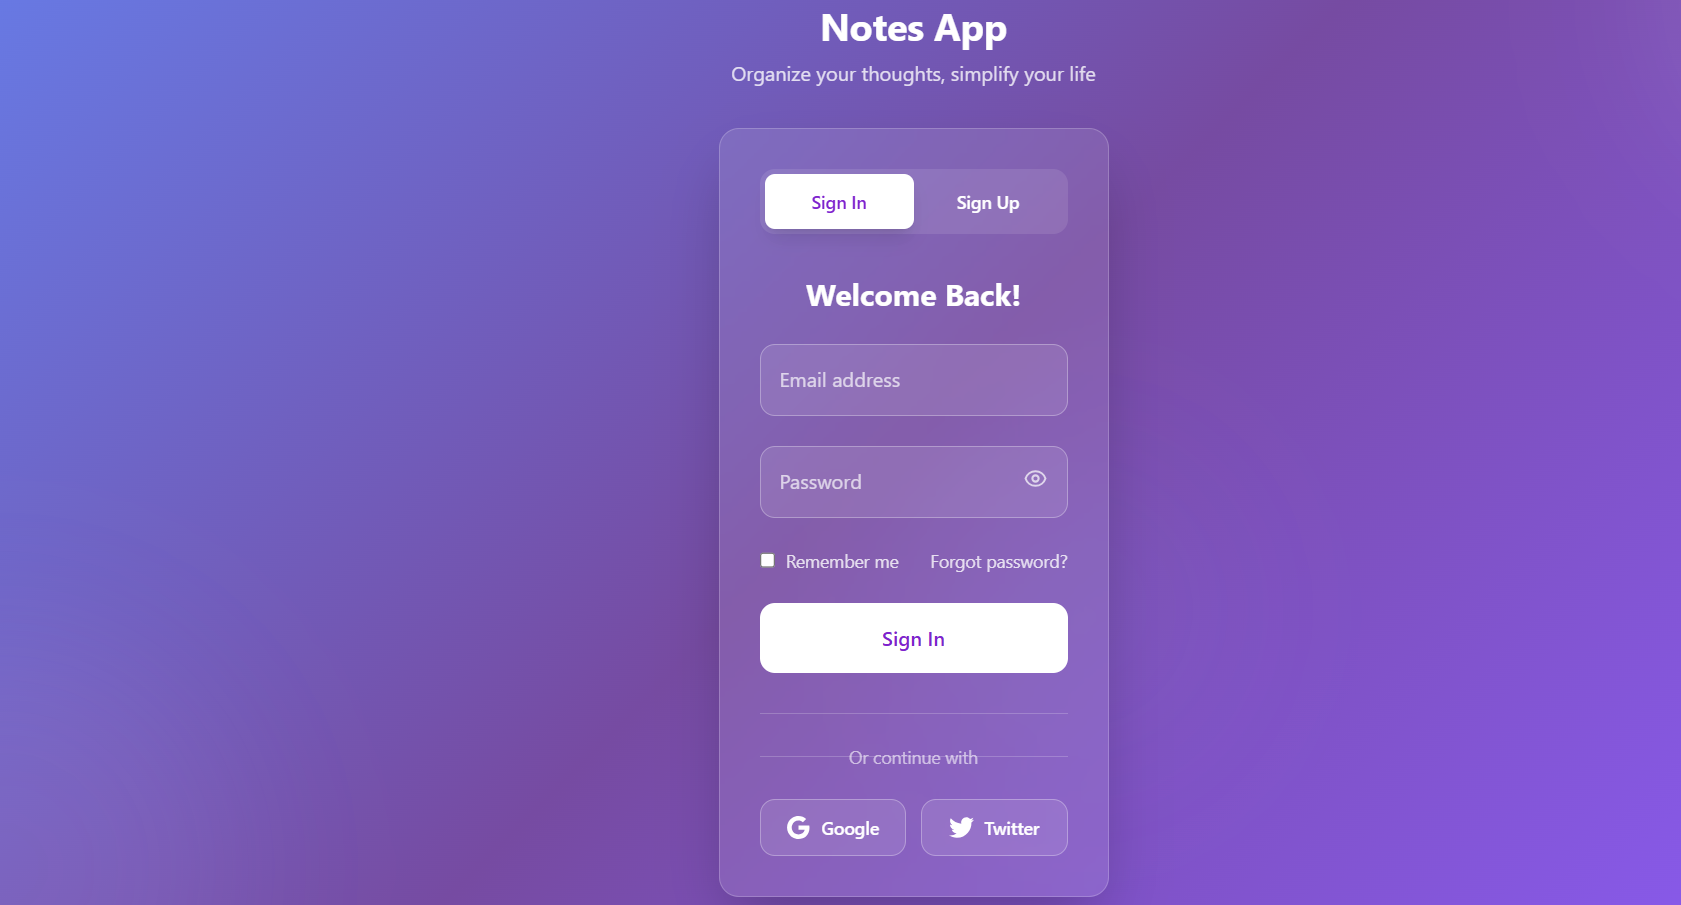 Notes App
Organize your thoughts, simplify your life
Sign In Sign Up
Welcome Back!
Email address
Password
Remember me Forgot password?
Sign In
Or continue with
Google Twitter